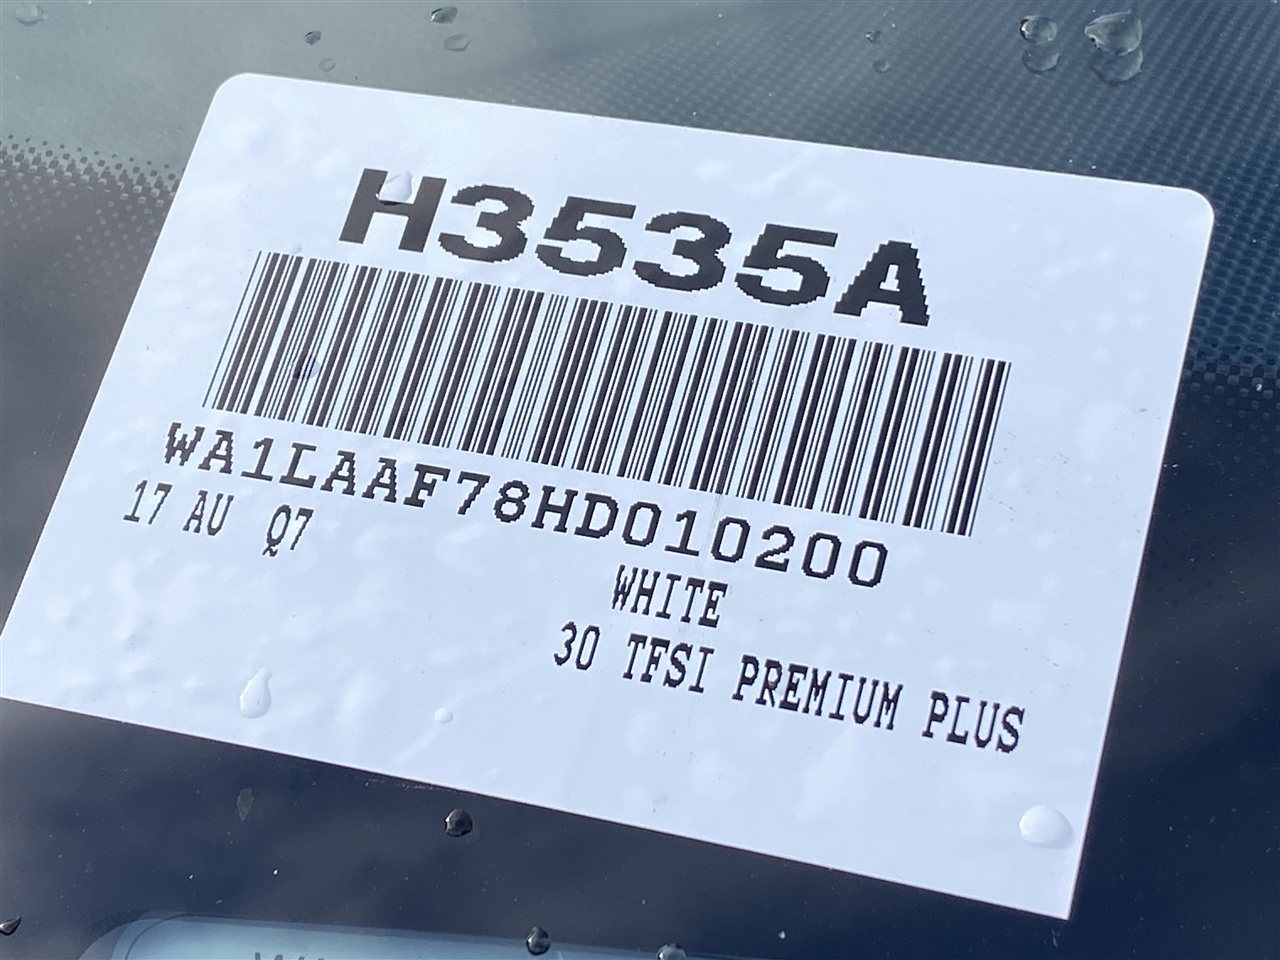 H3535A
WA1LAAF78HD010200
17 AU Q7
WHITE
30 TFSI PREMIUM PLUS